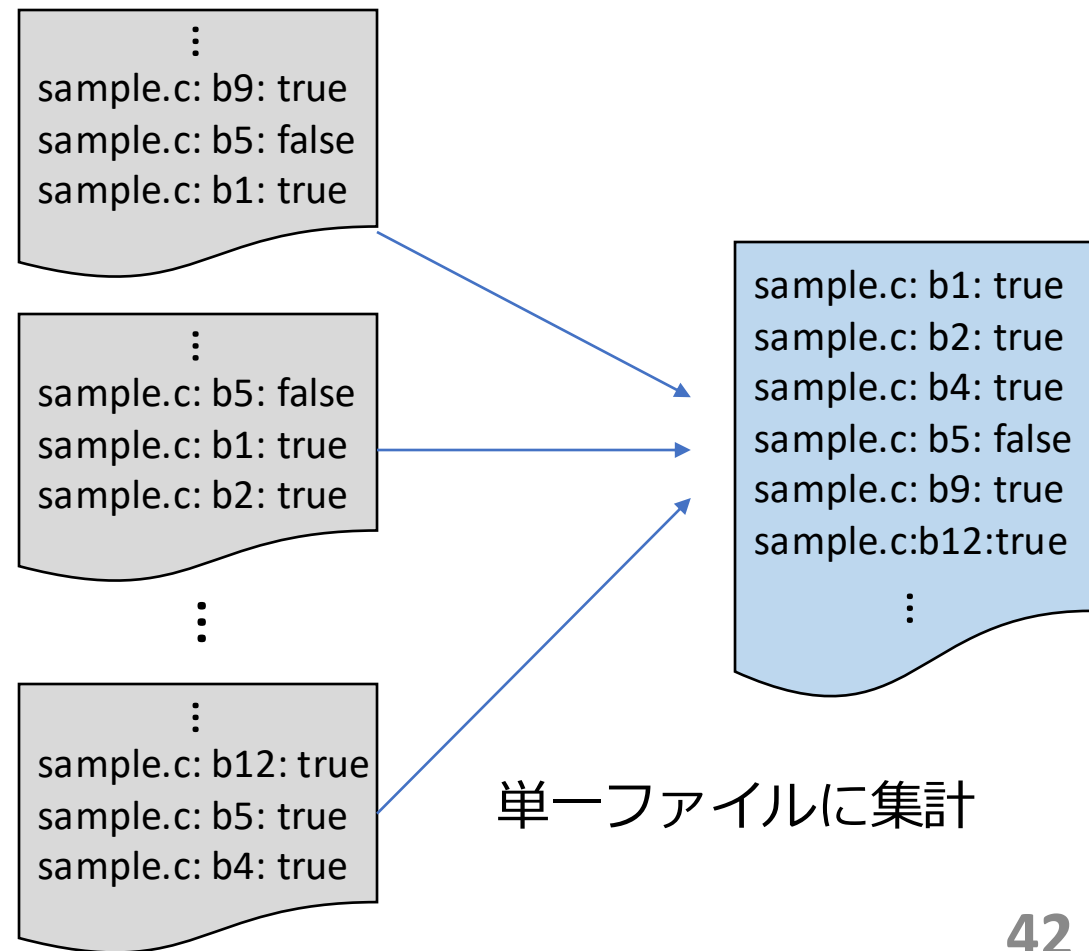 ⋮
sample.c: b9: true
sample.c: b5: false
sample.c: b1: true
⋮
sample.c: b5: false
sample.c: b1: true
sample.c: b2: true
⋮
⋮
sample.c: b12: true
sample.c: b5: true
sample.c: b4: true
sample.c: b1: true
sample.c: b2: true
sample.c: b4: true
sample.c: b5: false
sample.c: b9: true
sample.c:b12:true
⋮
単一ファイルに集計
42